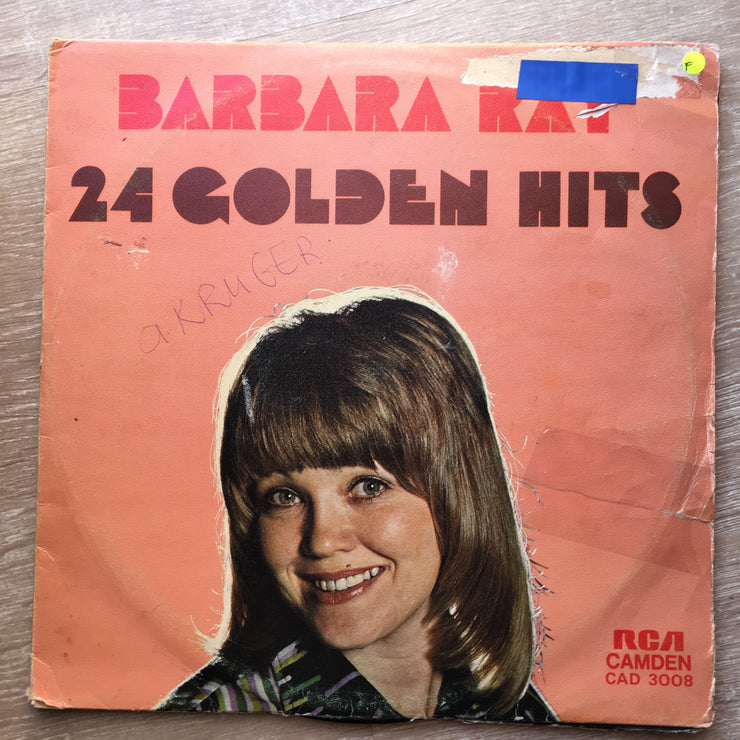 BARBARA RAY
24 GOLDEN HITS
a. KRUGER
F
RCA
CAMDEN
CAD 3008